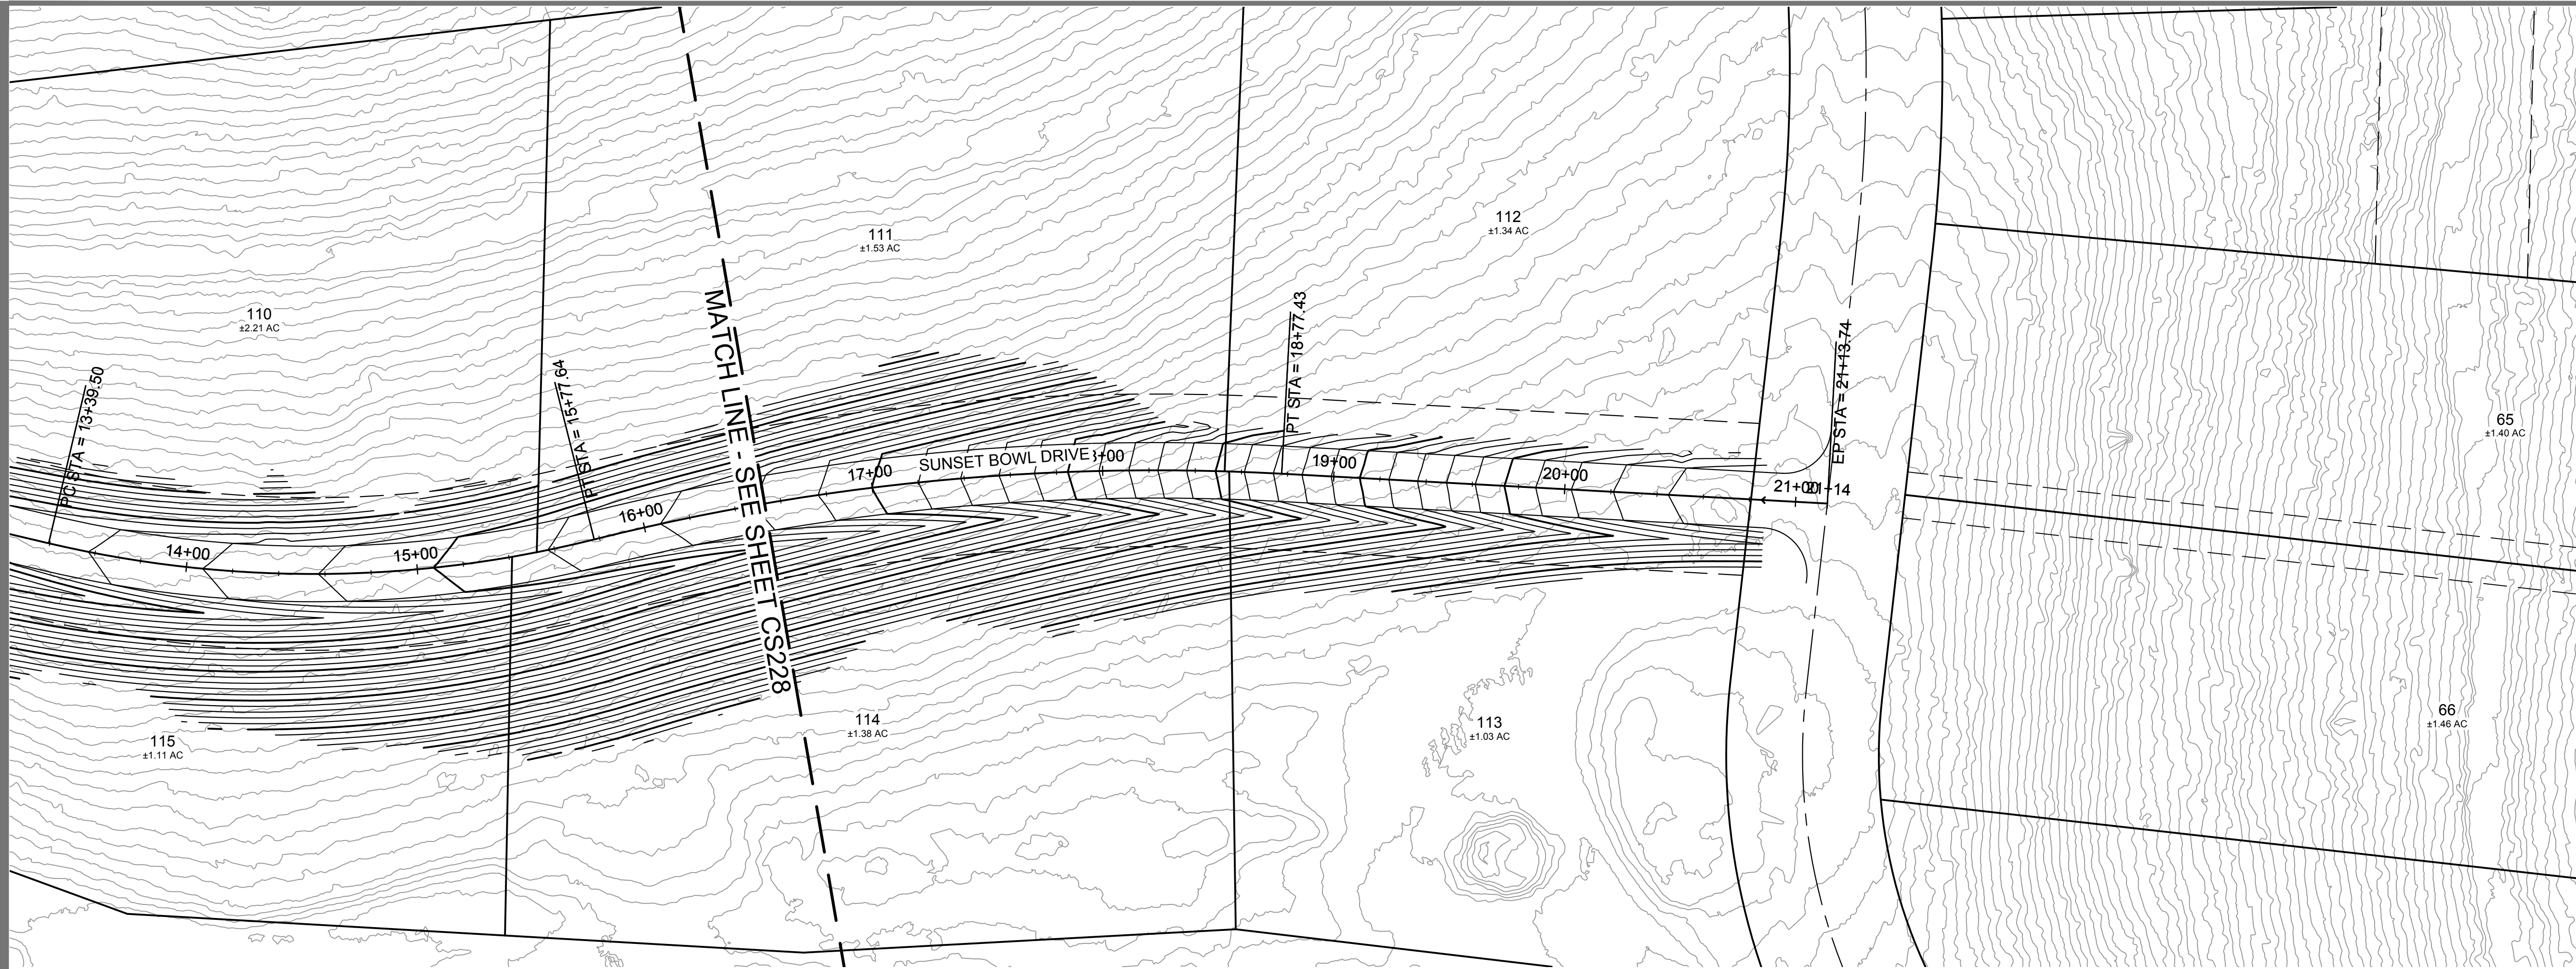 112
±1.34 AC
111
±1.53 AC
110
±2.21 AC
MATCH LINE - SEE SHEET CS228
PC STA = 13+39.50
PT STA = 15+77.64
PT STA = 18+77.43
EP STA = 21+13.74
65
±1.40 AC
SUNSET BOWL DRIVE
14+00
15+00
16+00
17+00
19+00
20+00
21+00
21+14
114
±1.38 AC
113
±1.03 AC
66
±1.46 AC
115
±1.11 AC